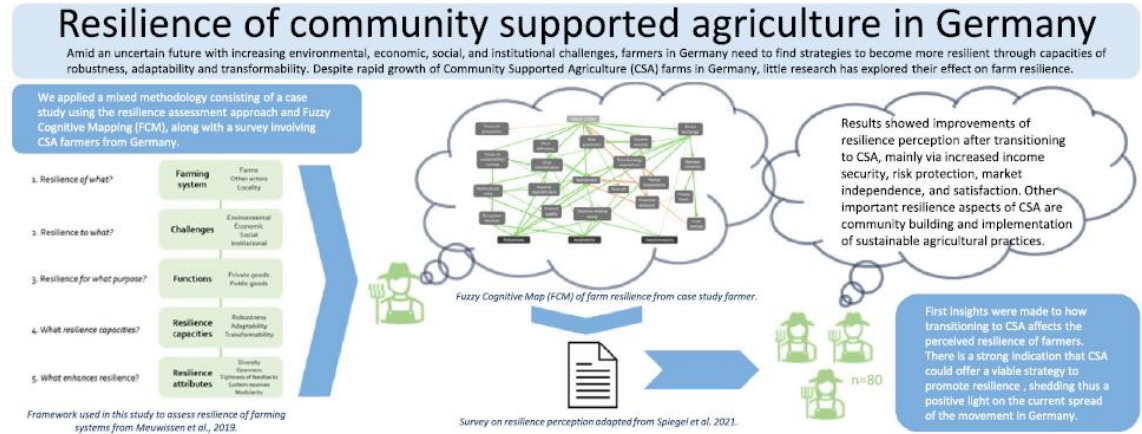 Resilience of community supported agriculture in Germany
Amid an uncertain future with increasing environmental, economic, social, and institutional challenges, farmers in Germany need to find strategies to become more resilient through capacities of
robustness, adaptability and transformability. Despite rapid growth of Community Supported Agriculture (CSA) farms in Germany, little research has explored their effect on farm resilience.
We applied a mixed methodology consisting of a case
study using the resilience assessment approach and Fuzzy
Cognitive Mapping (FCM), along with a survey involving
CSA farmers from Germany.
1. Resilience of what?
Farming
system
Farms
Other actors
Locality
2. Resilience to what?
Challenges
Environmental
Economic
Social
Institutional
3. Resilience for what purpose?
Functions
Private goods
Public goods
4. What resilience capacities?
Resilience
capacities
Robustness
Adaptability
Transformability
5. What enhances resilience?
Resilience
attributes
Diversity
Openness
Tightness of feedbacks
System reserves
Modularity
Framework used in this study to assess resilience of farming
systems from Meuwissen et al., 2019.
Fuzzy Cognitive Map (FCM) of farm resilience from case study farmer.
Survey on resilience perception adapted from Spiegel et al. 2021.
Results showed improvements of
resilience perception after transitioning
to CSA, mainly via increased income
security, risk protection, market
independence, and satisfaction. Other
important resilience aspects of CSA are
community building and implementation
of sustainable agricultural practices.
n=80
First insights were made to how
transitioning to CSA affects the
perceived resilience of farmers.
There is a strong indication that CSA
could offer a viable strategy to
promote resilience , shedding thus a
positive light on the current spread
of the movement in Germany.